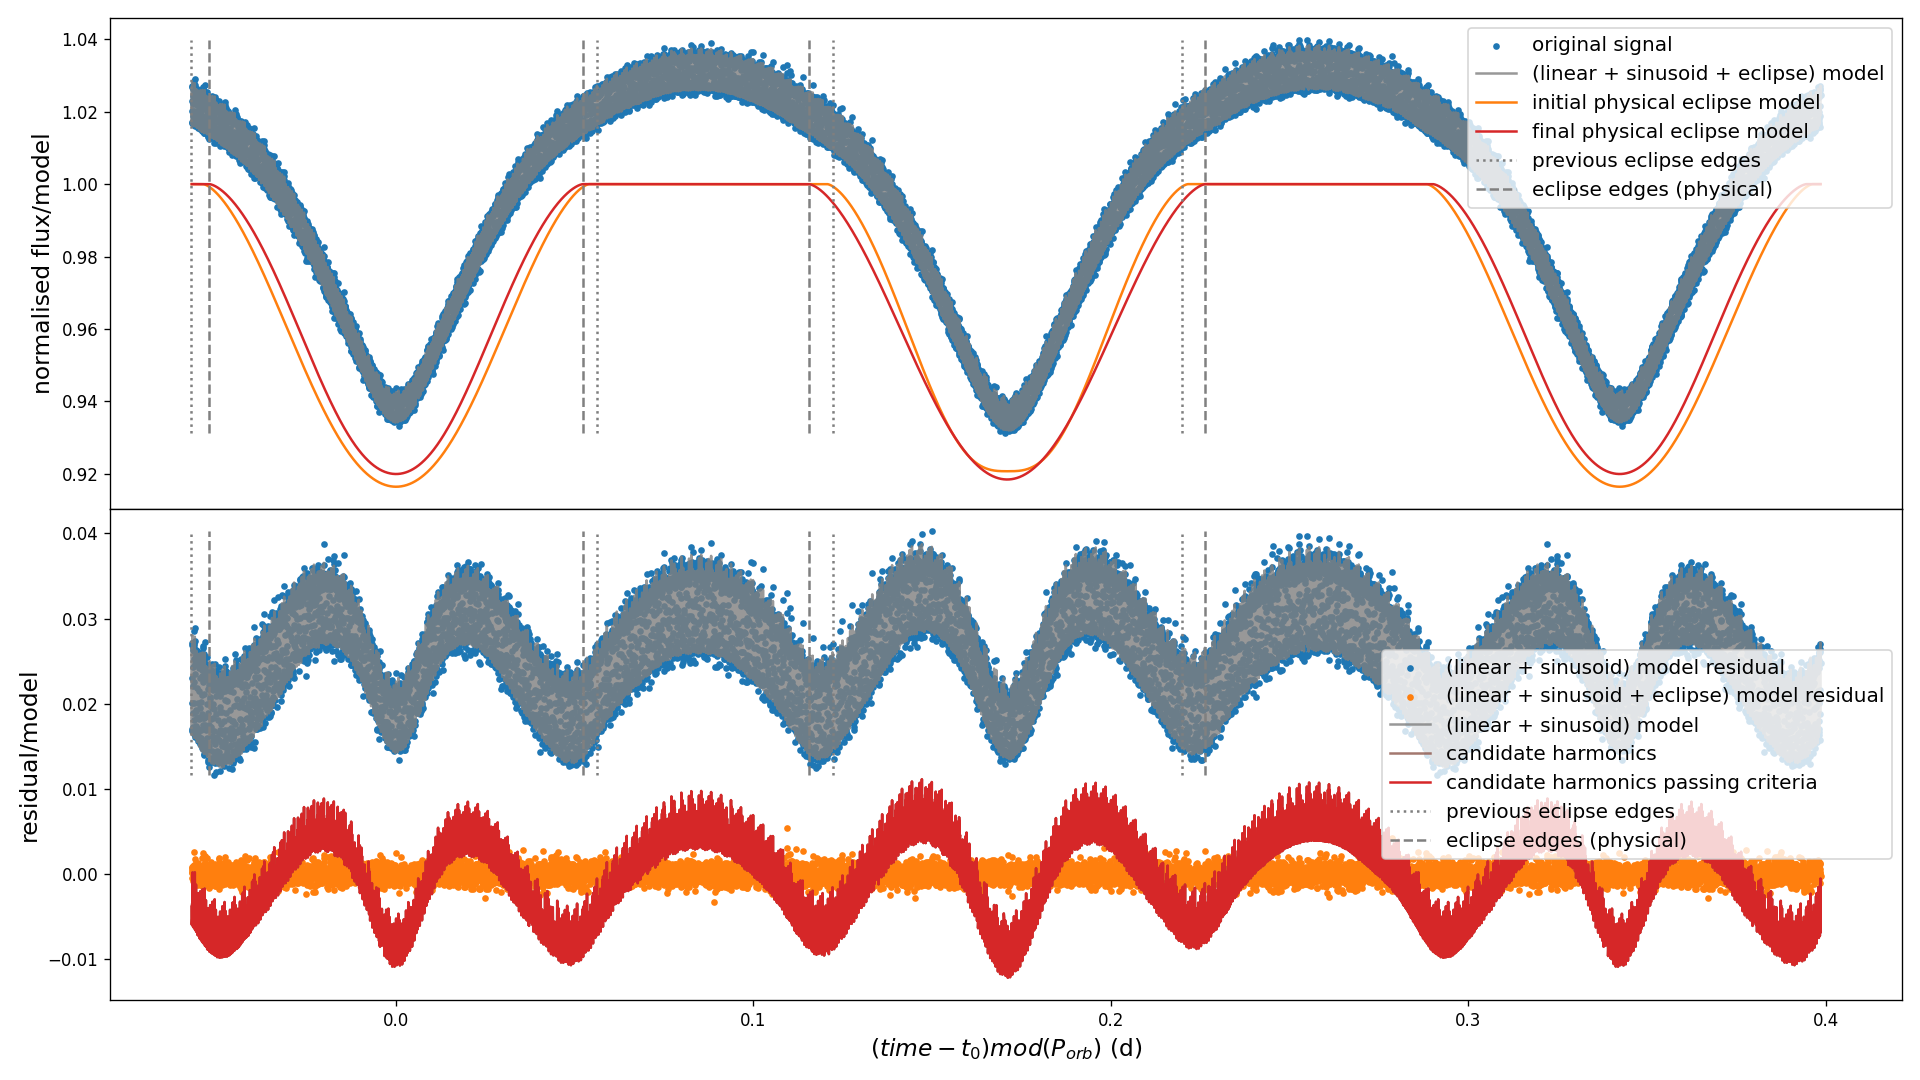 1.04
1.02
1.00
0.98
0.96
0.94
0.92
normalised flux/model
original signal
(linear + sinusoid + eclipse) model
initial physical eclipse model
final physical eclipse model
previous eclipse edges
eclipse edges (physical)
0.04
0.03
0.02
0.01
0.00
−0.01
residual/model
(linear + sinusoid) model residual
(linear + sinusoid + eclipse) model residual
(linear + sinusoid) model
candidate harmonics
candidate harmonics passing criteria
previous eclipse edges
eclipse edges (physical)
0.0 0.1 0.2 0.3 0.4
(time − t₀)mod(P_orb) (d)